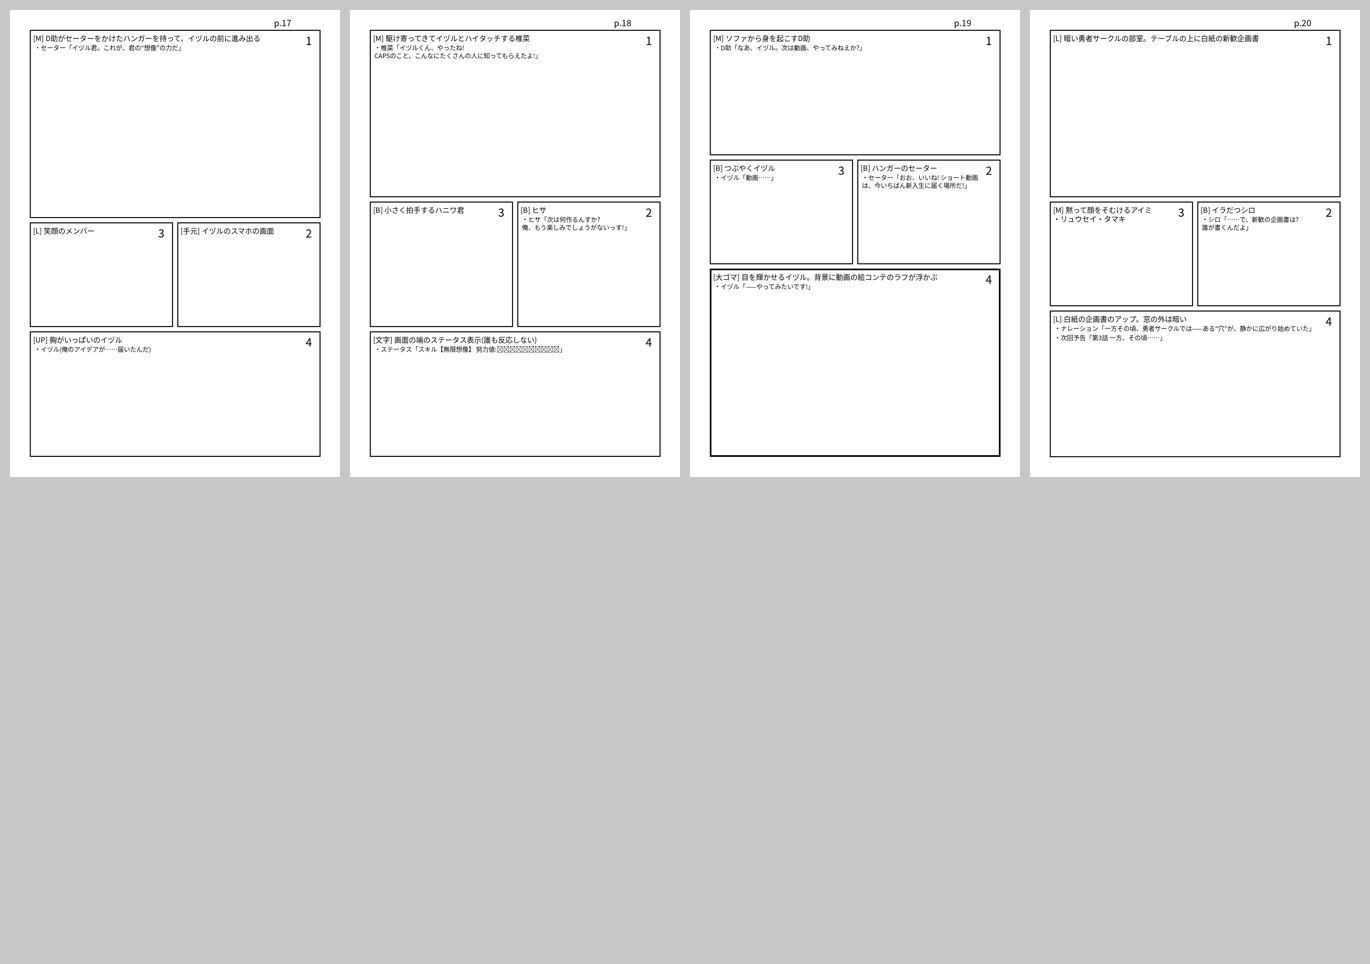 p.17
[M] D助がセーターをかけたハンガーを持って、イヅルの前に進み出る
1
・セーター「イヅル君。これが、君の“想像”の力だ」
[手元] イヅルのスマホの画面
2
[L] 笑顔のメンバー
3
[UP] 胸がいっぱいのイヅル
4
・イヅル(俺のアイデアが……届いたんだ)
p.18
[M] 駆け寄ってきてイヅルとハイタッチする椎菜
1
・椎菜「イヅルくん、やったね!
CAPSのこと、こんなにたくさんの人に知ってもらえたよ!」
[B] ヒサ
2
・ヒサ「次は何作るんすか?
俺、もう楽しみでしょうがないっす!」
[B] 小さく拍手するハニワ君
3
[文字] 画面の端のステータス表示(誰も反応しない)
4
・ステータス「スキル【無限想像】 努力値:☒☒☒☒☒☒☒☒☒☒」
p.19
[M] ソファから身を起こすD助
1
・D助「なあ、イヅル。次は動画、やってみねえか?」
[B] ハンガーのセーター
2
・セーター「おお、いいね! ショート動画
は、今いちばん新入生に届く場所だ!」
[B] つぶやくイヅル
3
・イヅル「動画……」
[大ゴマ] 目を輝かせるイヅル。背景に動画の絵コンテのラフが浮かぶ
4
・イヅル「——やってみたいです!」
p.20
[L] 暗い勇者サークルの部室。テーブルの上に白紙の新歓企画書
1
[B] イラだつシロ
2
・シロ「……で、新歓の企画書は?
誰が書くんだよ」
[M] 黙って顔をそむけるアイミ
・リュウセイ・タマキ
3
[L] 白紙の企画書のアップ。窓の外は暗い
4
・ナレーション「一方その頃、勇者サークルでは——ある“穴”が、静かに広がり始めていた」
・次回予告「第3話 一方、その頃……」